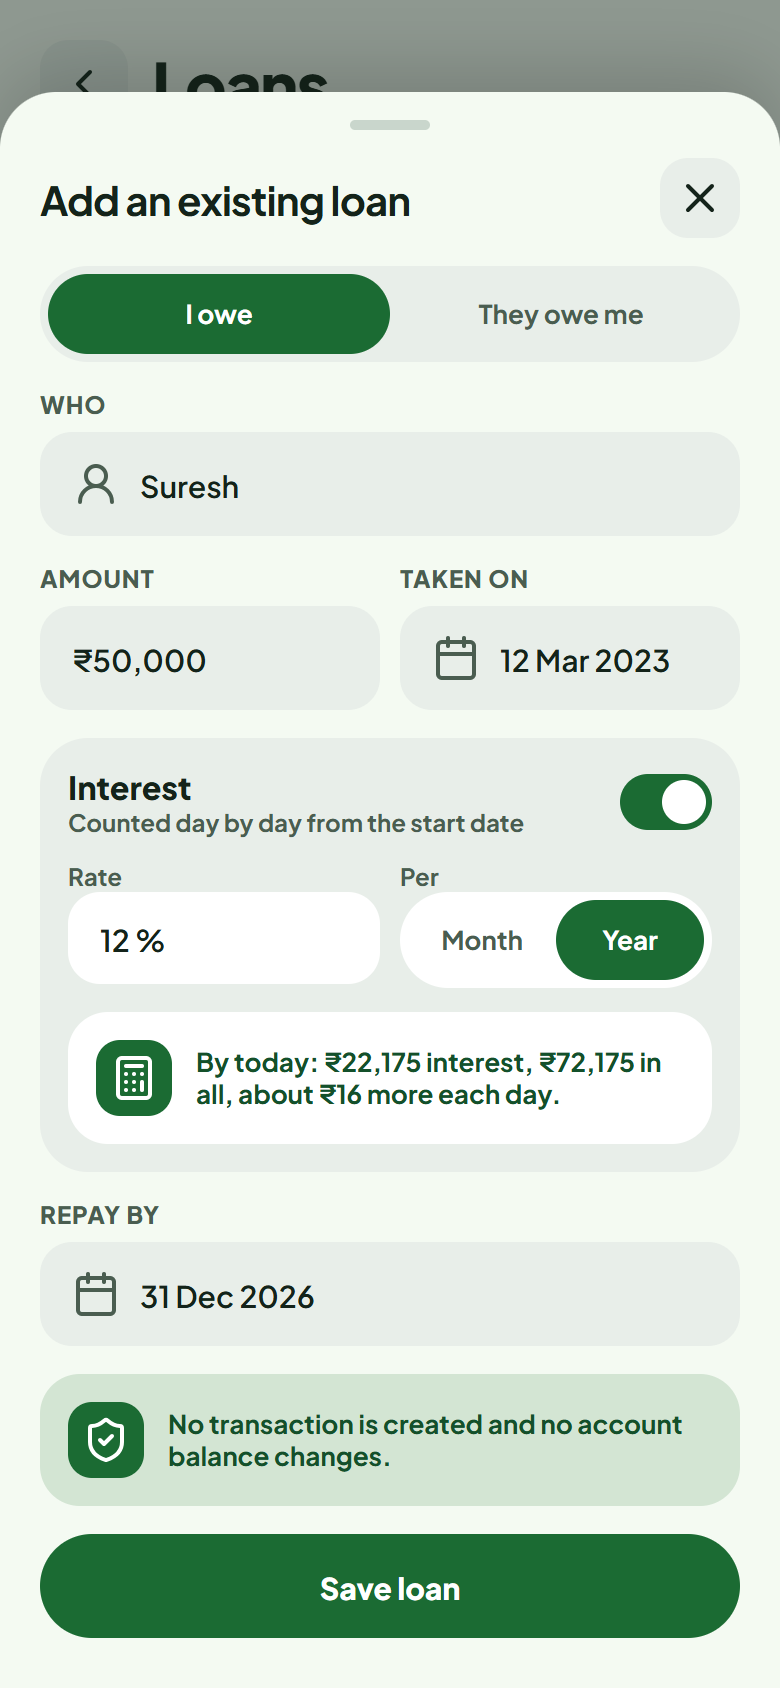 Loans
Add an existing loan
I owe
They owe me
WHO
Suresh
AMOUNT
TAKEN ON
₹50,000
12 Mar 2023
Interest
Counted day by day from the start date
Rate
Per
12 %
Month
Year
By today: ₹22,175 interest, ₹72,175 in
all, about ₹16 more each day.
REPAY BY
31 Dec 2026
No transaction is created and no account
balance changes.
Save loan